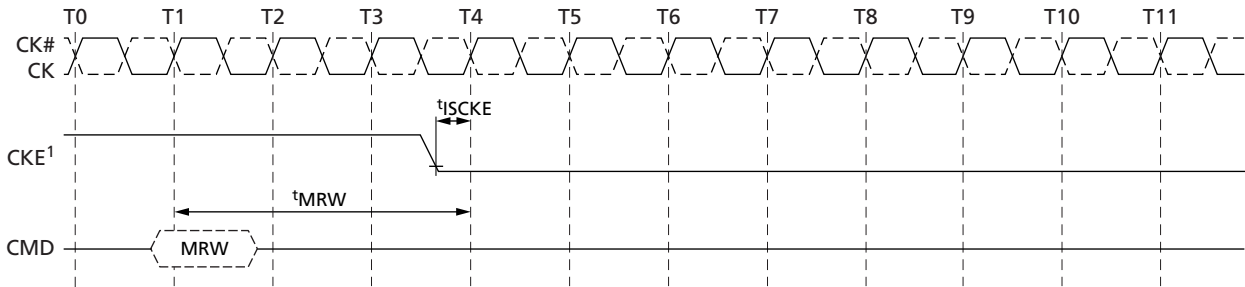 T0 T1 T2 T3 T4 T5 T6 T7 T8 T9 T10 T11
CK#
CK
tISCKE
CKE1
tMRW
CMD MRW